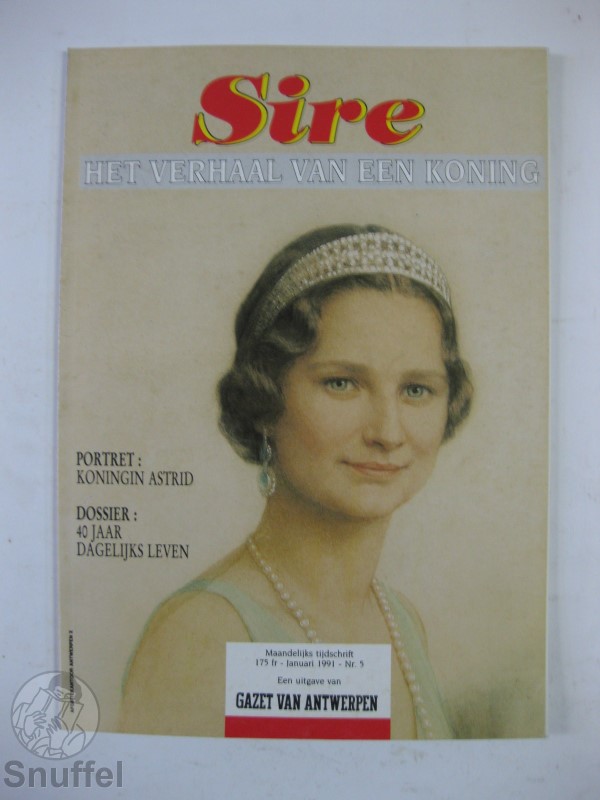 Sire
HET VERHAAL VAN EEN KONING
PORTRET :
KONINGIN ASTRID
DOSSIER :
40 JAAR
DAGELIJKS LEVEN
Maandelijks tijdschrift
175 fr - Januari 1991 - Nr. 5
Een uitgave van
GAZET VAN ANTWERPEN
Snuffel